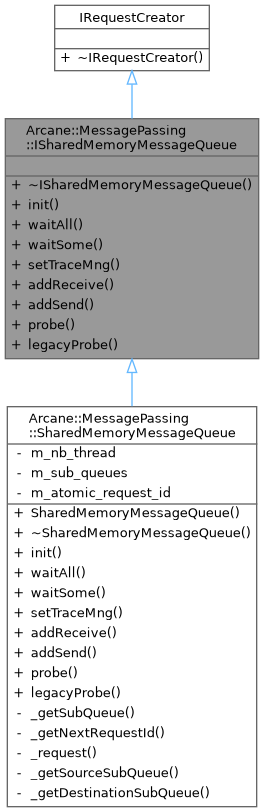 IRequestCreator
+ ~IRequestCreator()
Arcane::MessagePassing
::ISharedMemoryMessageQueue
+ ~ISharedMemoryMessageQueue()
+ init()
+ waitAll()
+ waitSome()
+ setTraceMng()
+ addReceive()
+ addSend()
+ probe()
+ legacyProbe()
Arcane::MessagePassing
::SharedMemoryMessageQueue
- m_nb_thread
- m_sub_queues
- m_atomic_request_id
+ SharedMemoryMessageQueue()
+ ~SharedMemoryMessageQueue()
+ init()
+ waitAll()
+ waitSome()
+ setTraceMng()
+ addReceive()
+ addSend()
+ probe()
+ legacyProbe()
- _getSubQueue()
- _getNextRequestId()
- _request()
- _getSourceSubQueue()
- _getDestinationSubQueue()